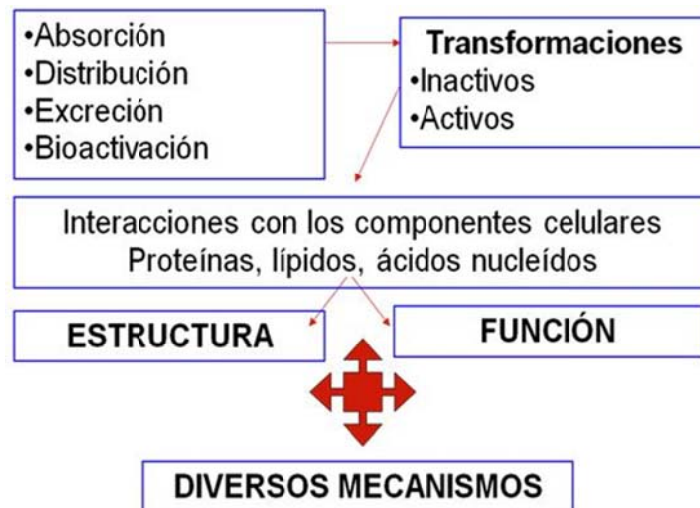 •Absorción
•Distribución
•Excreción
•Bioactivación
Transformaciones
•Inactivos
•Activos
Interacciones con los componentes celulares
Proteínas, lípidos, ácidos nucleídos
ESTRUCTURA
FUNCIÓN
DIVERSOS MECANISMOS